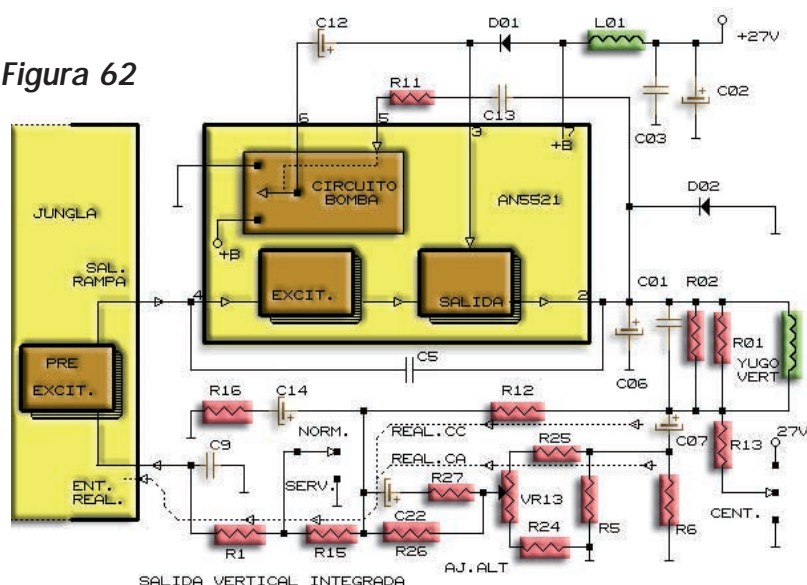 Figura 62
C12
D01
L01
+27V
R11
C13
C03
C02
6
5
3
7
+B
CIRCUITO
BOMBA
AN5521
+B
D02
JUNGLA
SAL.
RAMPA
4
EXCIT.
SALIDA
2
C01
R02
R01
YUGO
VERT
C5
C06
PRE
EXCIT.
R16
C14
R12
NORM.
REAL.CC
C07
R13
27V
C9
REAL.CA
R25
ENT.
REAL.
SERV.
R27
VR13
CENT.
C22
R5
R6
R1
R15
R26
R24
AJ.ALT
SALIDA VERTICAL INTEGRADA